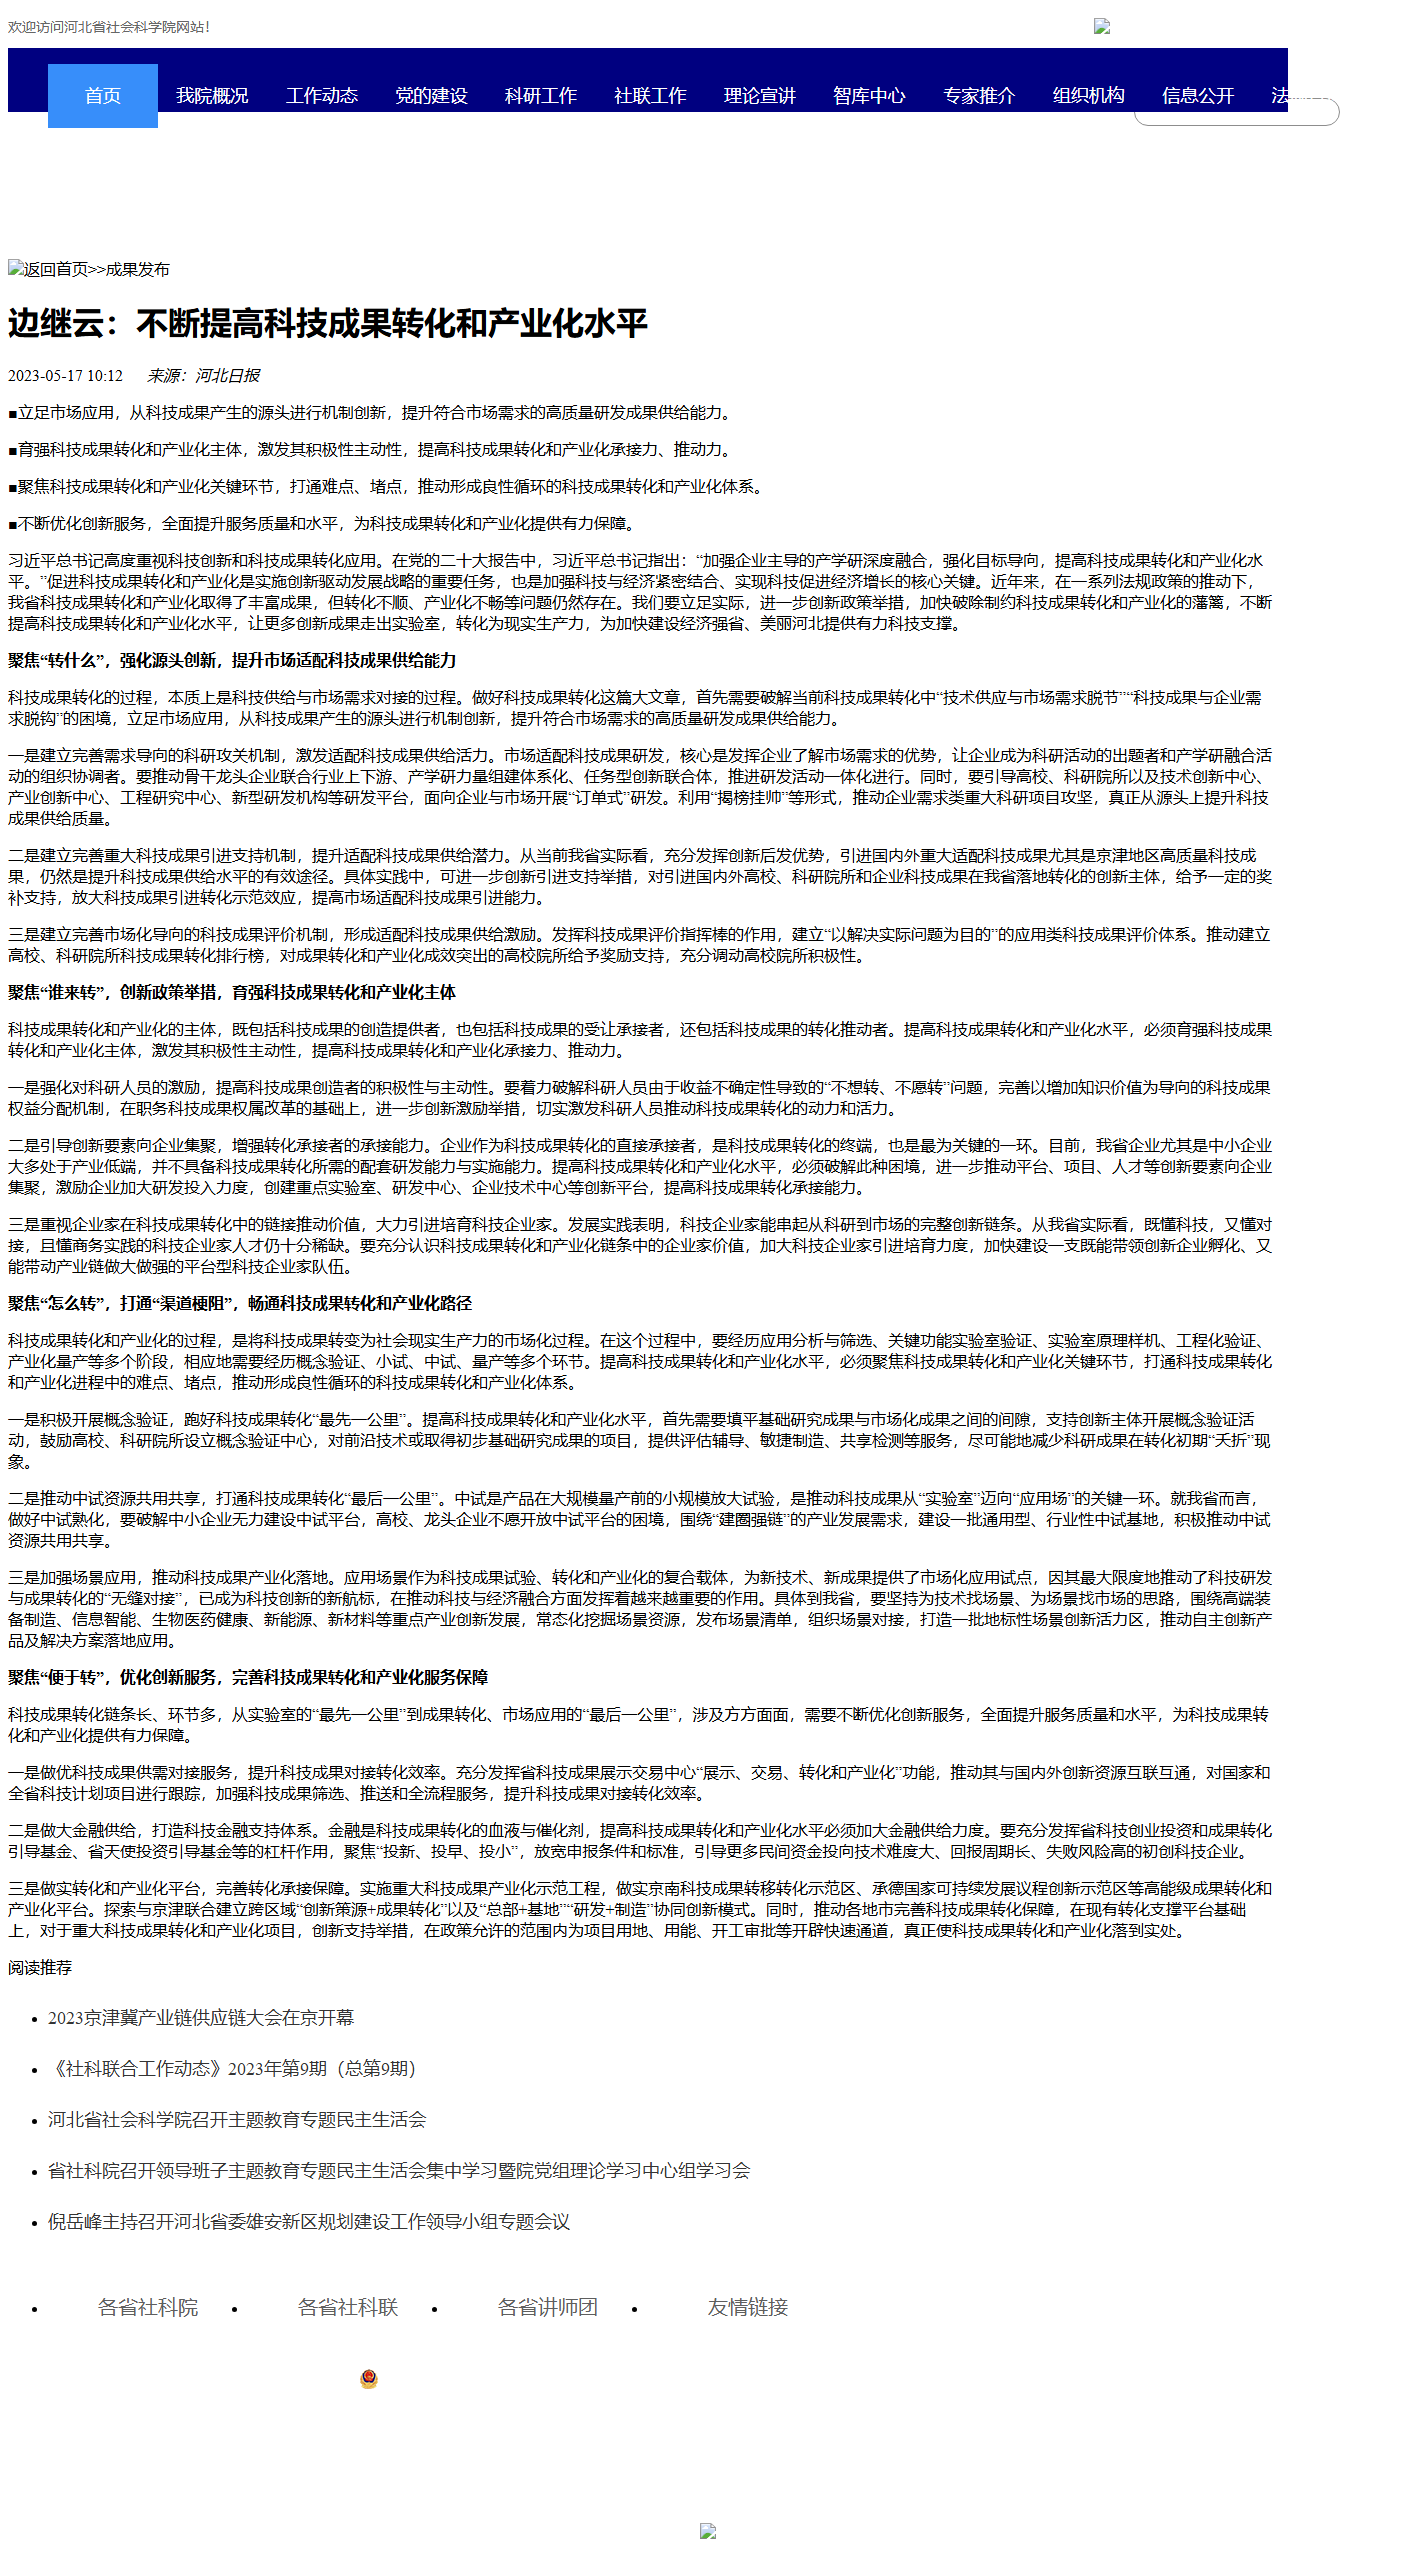 欢迎访问河北省社会科学院网站!
首页 我院概况 工作动态 党的建设 科研工作 社联工作 理论宣讲 智库中心 专家推介 组织机构 信息公开 法
返回首页>>成果发布
边继云：不断提高科技成果转化和产业化水平
2023-05-17 10:12 来源：河北日报
■立足市场应用，从科技成果产生的源头进行机制创新，提升符合市场需求的高质量研发成果供给能力。
■育强科技成果转化和产业化主体，激发其积极性主动性，提高科技成果转化和产业化承接力、推动力。
■聚焦科技成果转化和产业化关键环节，打通难点、堵点，推动形成良性循环的科技成果转化和产业化体系。
■不断优化创新服务，全面提升服务质量和水平，为科技成果转化和产业化提供有力保障。
习近平总书记高度重视科技创新和科技成果转化应用。在党的二十大报告中，习近平总书记指出：“加强企业主导的产学研深度融合，强化目标导向，提高科技成果转化和产业化水
平。”促进科技成果转化和产业化是实施创新驱动发展战略的重要任务，也是加强科技与经济紧密结合、实现科技促进经济增长的核心关键。近年来，在一系列法规政策的推动下，
我省科技成果转化和产业化取得了丰富成果，但转化不顺、产业化不畅等问题仍然存在。我们要立足实际，进一步创新政策举措，加快破除制约科技成果转化和产业化的藩篱，不断
提高科技成果转化和产业化水平，让更多创新成果走出实验室，转化为现实生产力，为加快建设经济强省、美丽河北提供有力科技支撑。
聚焦“转什么”，强化源头创新，提升市场适配科技成果供给能力
科技成果转化的过程，本质上是科技供给与市场需求对接的过程。做好科技成果转化这篇大文章，首先需要破解当前科技成果转化中“技术供应与市场需求脱节”“科技成果与企业需
求脱钩”的困境，立足市场应用，从科技成果产生的源头进行机制创新，提升符合市场需求的高质量研发成果供给能力。
一是建立完善需求导向的科研攻关机制，激发适配科技成果供给活力。市场适配科技成果研发，核心是发挥企业了解市场需求的优势，让企业成为科研活动的出题者和产学研融合活
动的组织协调者。要推动骨干龙头企业联合行业上下游、产学研力量组建体系化、任务型创新联合体，推进研发活动一体化进行。同时，要引导高校、科研院所以及技术创新中心、
产业创新中心、工程研究中心、新型研发机构等研发平台，面向企业与市场开展“订单式”研发。利用“揭榜挂帅”等形式，推动企业需求类重大科研项目攻坚，真正从源头上提升科技
成果供给质量。
二是建立完善重大科技成果引进支持机制，提升适配科技成果供给潜力。从当前我省实际看，充分发挥创新后发优势，引进国内外重大适配科技成果尤其是京津地区高质量科技成
果，仍然是提升科技成果供给水平的有效途径。具体实践中，可进一步创新引进支持举措，对引进国内外高校、科研院所和企业科技成果在我省落地转化的创新主体，给予一定的奖
补支持，放大科技成果引进转化示范效应，提高市场适配科技成果引进能力。
三是建立完善市场化导向的科技成果评价机制，形成适配科技成果供给激励。发挥科技成果评价指挥棒的作用，建立“以解决实际问题为目的”的应用类科技成果评价体系。推动建立
高校、科研院所科技成果转化排行榜，对成果转化和产业化成效突出的高校院所给予奖励支持，充分调动高校院所积极性。
聚焦“谁来转”，创新政策举措，育强科技成果转化和产业化主体
科技成果转化和产业化的主体，既包括科技成果的创造提供者，也包括科技成果的受让承接者，还包括科技成果的转化推动者。提高科技成果转化和产业化水平，必须育强科技成果
转化和产业化主体，激发其积极性主动性，提高科技成果转化和产业化承接力、推动力。
一是强化对科研人员的激励，提高科技成果创造者的积极性与主动性。要着力破解科研人员由于收益不确定性导致的“不想转、不愿转”问题，完善以增加知识价值为导向的科技成果
权益分配机制，在职务科技成果权属改革的基础上，进一步创新激励举措，切实激发科研人员推动科技成果转化的动力和活力。
二是引导创新要素向企业集聚，增强转化承接者的承接能力。企业作为科技成果转化的直接承接者，是科技成果转化的终端，也是最为关键的一环。目前，我省企业尤其是中小企业
大多处于产业低端，并不具备科技成果转化所需的配套研发能力与实施能力。提高科技成果转化和产业化水平，必须破解此种困境，进一步推动平台、项目、人才等创新要素向企业
集聚，激励企业加大研发投入力度，创建重点实验室、研发中心、企业技术中心等创新平台，提高科技成果转化承接能力。
三是重视企业家在科技成果转化中的链接推动价值，大力引进培育科技企业家。发展实践表明，科技企业家能串起从科研到市场的完整创新链条。从我省实际看，既懂科技，又懂对
接，且懂商务实践的科技企业家人才仍十分稀缺。要充分认识科技成果转化和产业化链条中的企业家价值，加大科技企业家引进培育力度，加快建设一支既能带领创新企业孵化、又
能带动产业链做大做强的平台型科技企业家队伍。
聚焦“怎么转”，打通“渠道梗阻”，畅通科技成果转化和产业化路径
科技成果转化和产业化的过程，是将科技成果转变为社会现实生产力的市场化过程。在这个过程中，要经历应用分析与筛选、关键功能实验室验证、实验室原理样机、工程化验证、
产业化量产等多个阶段，相应地需要经历概念验证、小试、中试、量产等多个环节。提高科技成果转化和产业化水平，必须聚焦科技成果转化和产业化关键环节，打通科技成果转化
和产业化进程中的难点、堵点，推动形成良性循环的科技成果转化和产业化体系。
一是积极开展概念验证，跑好科技成果转化“最先一公里”。提高科技成果转化和产业化水平，首先需要填平基础研究成果与市场化成果之间的间隙，支持创新主体开展概念验证活
动，鼓励高校、科研院所设立概念验证中心，对前沿技术或取得初步基础研究成果的项目，提供评估辅导、敏捷制造、共享检测等服务，尽可能地减少科研成果在转化初期“夭折”现
象。
二是推动中试资源共用共享，打通科技成果转化“最后一公里”。中试是产品在大规模量产前的小规模放大试验，是推动科技成果从“实验室”迈向“应用场”的关键一环。就我省而言，
做好中试熟化，要破解中小企业无力建设中试平台，高校、龙头企业不愿开放中试平台的困境，围绕“建圈强链”的产业发展需求，建设一批通用型、行业性中试基地，积极推动中试
资源共用共享。
三是加强场景应用，推动科技成果产业化落地。应用场景作为科技成果试验、转化和产业化的复合载体，为新技术、新成果提供了市场化应用试点，因其最大限度地推动了科技研发
与成果转化的“无缝对接”，已成为科技创新的新航标，在推动科技与经济融合方面发挥着越来越重要的作用。具体到我省，要坚持为技术找场景、为场景找市场的思路，围绕高端装
备制造、信息智能、生物医药健康、新能源、新材料等重点产业创新发展，常态化挖掘场景资源，发布场景清单，组织场景对接，打造一批地标性场景创新活力区，推动自主创新产
品及解决方案落地应用。
聚焦“便于转”，优化创新服务，完善科技成果转化和产业化服务保障
科技成果转化链条长、环节多，从实验室的“最先一公里”到成果转化、市场应用的“最后一公里”，涉及方方面面，需要不断优化创新服务，全面提升服务质量和水平，为科技成果转
化和产业化提供有力保障。
一是做优科技成果供需对接服务，提升科技成果对接转化效率。充分发挥省科技成果展示交易中心“展示、交易、转化和产业化”功能，推动其与国内外创新资源互联互通，对国家和
全省科技计划项目进行跟踪，加强科技成果筛选、推送和全流程服务，提升科技成果对接转化效率。
二是做大金融供给，打造科技金融支持体系。金融是科技成果转化的血液与催化剂，提高科技成果转化和产业化水平必须加大金融供给力度。要充分发挥省科技创业投资和成果转化
引导基金、省天使投资引导基金等的杠杆作用，聚焦“投新、投早、投小”，放宽申报条件和标准，引导更多民间资金投向技术难度大、回报周期长、失败风险高的初创科技企业。
三是做实转化和产业化平台，完善转化承接保障。实施重大科技成果产业化示范工程，做实京南科技成果转移转化示范区、承德国家可持续发展议程创新示范区等高能级成果转化和
产业化平台。探索与京津联合建立跨区域“创新策源+成果转化”以及“总部+基地”“研发+制造”协同创新模式。同时，推动各地市完善科技成果转化保障，在现有转化支撑平台基础
上，对于重大科技成果转化和产业化项目，创新支持举措，在政策允许的范围内为项目用地、用能、开工审批等开辟快速通道，真正使科技成果转化和产业化落到实处。
阅读推荐
2023京津冀产业链供应链大会在京开幕
《社科联合工作动态》2023年第9期（总第9期）
河北省社会科学院召开主题教育专题民主生活会
省社科院召开领导班子主题教育专题民主生活会集中学习暨院党组理论学习中心组学习会
倪岳峰主持召开河北省委雄安新区规划建设工作领导小组专题会议
各省社科院 各省社科联 各省讲师团 友情链接